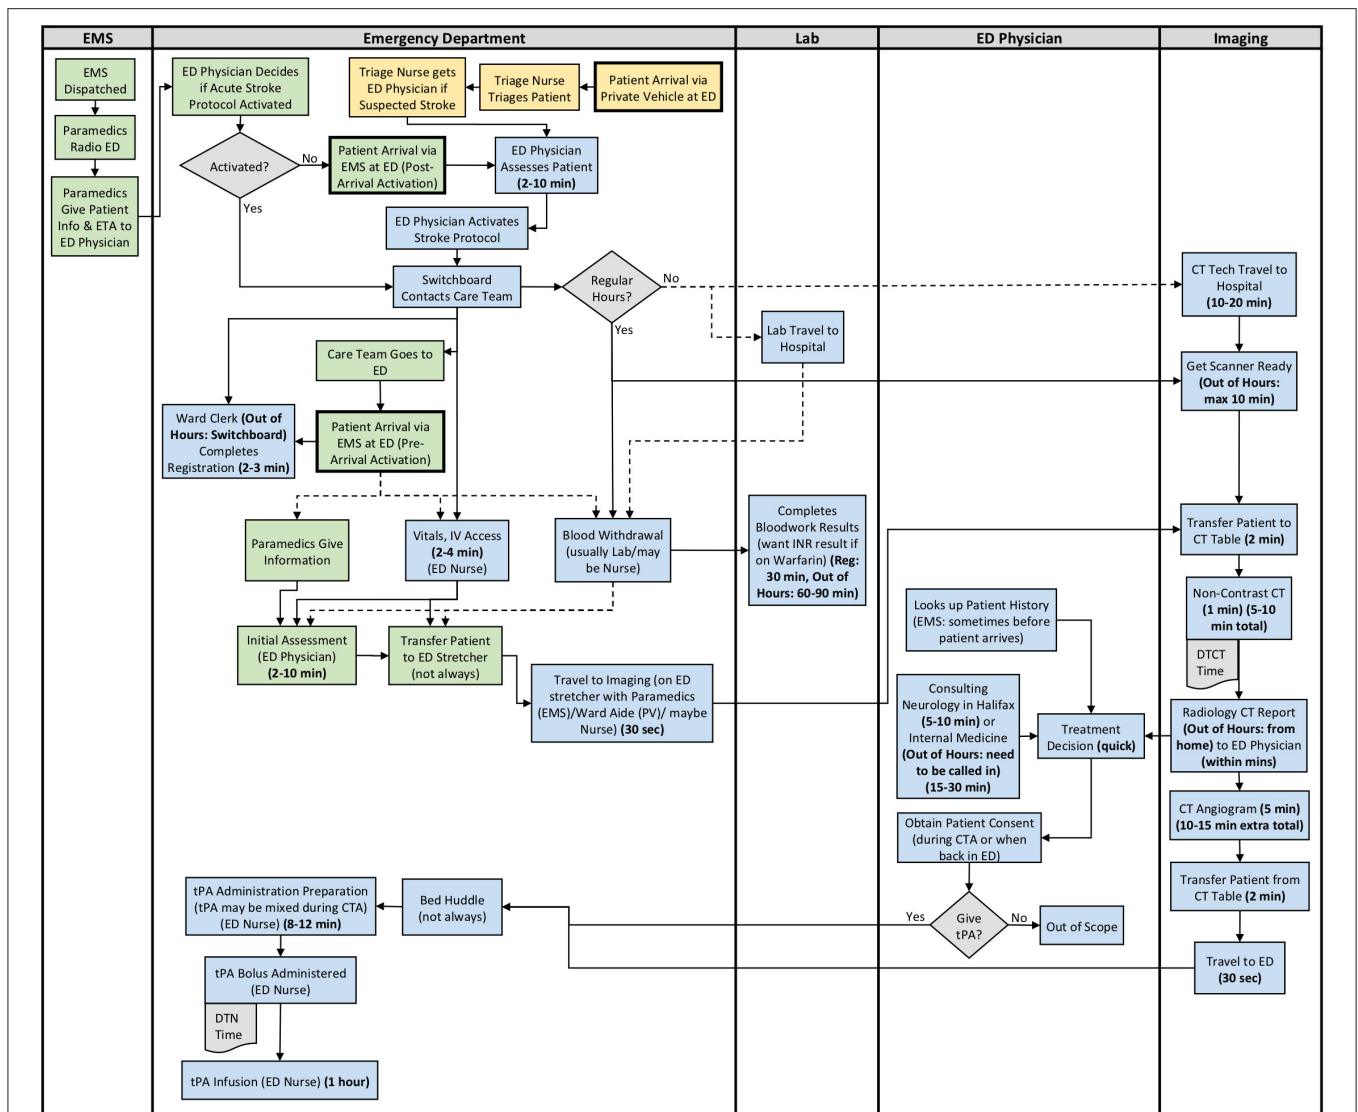 EMS
Emergency Department
Lab
ED Physician
Imaging
EMS
Dispatched
Paramedics
Radio ED
Paramedics
Give Patient
Info & ETA to
ED Physician
ED Physician Decides
if Acute Stroke
Protocol Activated
Triage Nurse gets
ED Physician if
Suspected Stroke
Triage Nurse
Triages Patient
Patient Arrival via
Private Vehicle at ED
Activated?
No
Yes
Patient Arrival via
EMS at ED (Post-
Arrival Activation)
ED Physician
Assesses Patient
(2-10 min)
ED Physician Activates
Stroke Protocol
Switchboard
Contacts Care Team
Regular
Hours?
No
Yes
CT Tech Travel to
Hospital
(10-20 min)
Lab Travel to
Hospital
Care Team Goes to
ED
Get Scanner Ready
(Out of Hours:
max 10 min)
Ward Clerk (Out of
Hours: Switchboard)
Completes
Registration (2-3 min)
Patient Arrival via
EMS at ED (Pre-
Arrival Activation)
Paramedics Give
Information
Vitals, IV Access
(2-4 min)
(ED Nurse)
Blood Withdrawal
(usually Lab/may
be Nurse)
Completes
Bloodwork Results
(want INR result if
on Warfarin) (Reg:
30 min, Out of
Hours: 60-90 min)
Transfer Patient to
CT Table (2 min)
Non-Contrast CT
(1 min) (5-10
min total)
DTCT
Time
Looks up Patient History
(EMS: sometimes before
patient arrives)
Initial Assessment
(ED Physician)
(2-10 min)
Transfer Patient
to ED Stretcher
(not always)
Travel to Imaging (on ED
stretcher with Paramedics
(EMS)/Ward Aide (PV)/ maybe
Nurse) (30 sec)
Consulting
Neurology in Halifax
(5-10 min) or
Internal Medicine
(Out of Hours: need
to be called in)
(15-30 min)
Treatment
Decision (quick)
Radiology CT Report
(Out of Hours: from
home) to ED Physician
(within mins)
CT Angiogram (5 min)
(10-15 min extra total)
Obtain Patient Consent
(during CTA or when
back in ED)
Transfer Patient from
CT Table (2 min)
tPA Administration Preparation
(tPA may be mixed during CTA)
(ED Nurse) (8-12 min)
Bed Huddle
(not always)
Yes
Give
tPA?
No
Out of Scope
Travel to ED
(30 sec)
tPA Bolus Administered
(ED Nurse)
DTN
Time
tPA Infusion (ED Nurse) (1 hour)